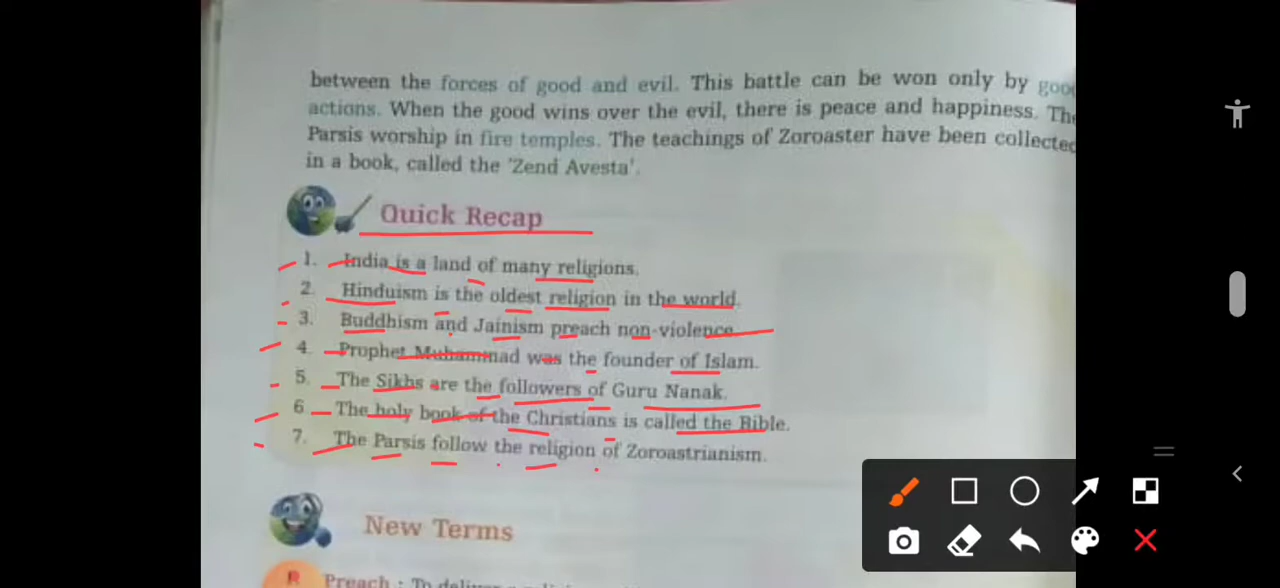 between the forces of good and evil. This battle can be won only by
actions. When the good wins over the evil, there is peace and happiness. The
Parsis worship in fire temples. The teachings of Zoroaster have been collected
in a book, called the 'Zend Avesta'.
Quick Recap
1. India is a land of many religions.
2. Hinduism is the oldest religion in the world.
3. Buddhism and Jainism preach non-violence.
4. Prophet Muhammad was the founder of Islam.
5. The Sikhs are the followers of Guru Nanak.
6 The holy book of the Christians is called the Bible.
7. The Parsis follow the religion of Zoroastrianism.
New Terms
Preach : To